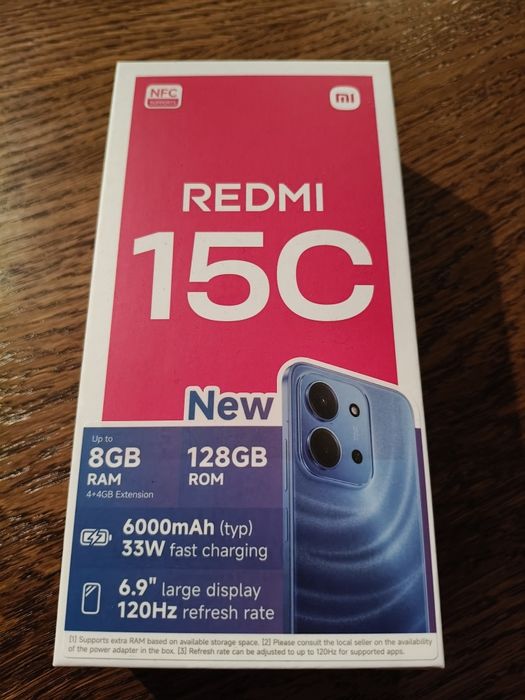 NFC
SUPPORTS
mi
REDMI
15C
New
Up to
8GB
RAM
4+4GB Extension
128GB
ROM
6000mAh (typ)
33W fast charging
6.9" large display
120Hz refresh rate
[1] Supports extra RAM based on available storage space. [2] Please consult the local seller on the availability
of the power adapter in the box. [3] Refresh rate can be adjusted to up to 120Hz for supported apps.